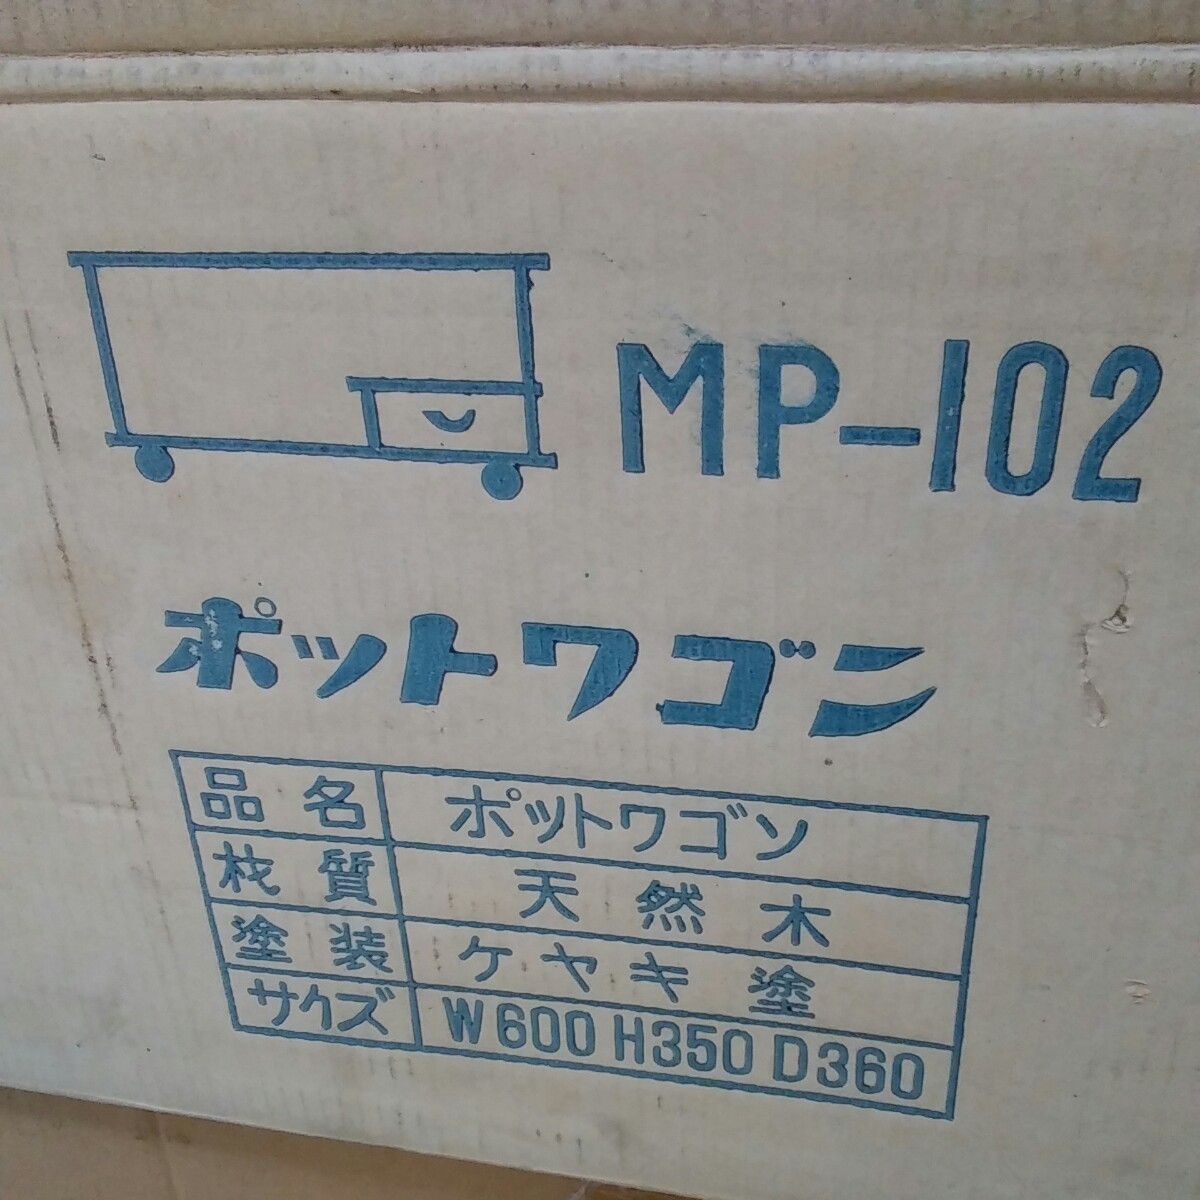 MP-102
ポットワゴン
品名 ポットワゴン
材質 天然木
塗装 ケヤキ塗
サクズ W600 H350 D360